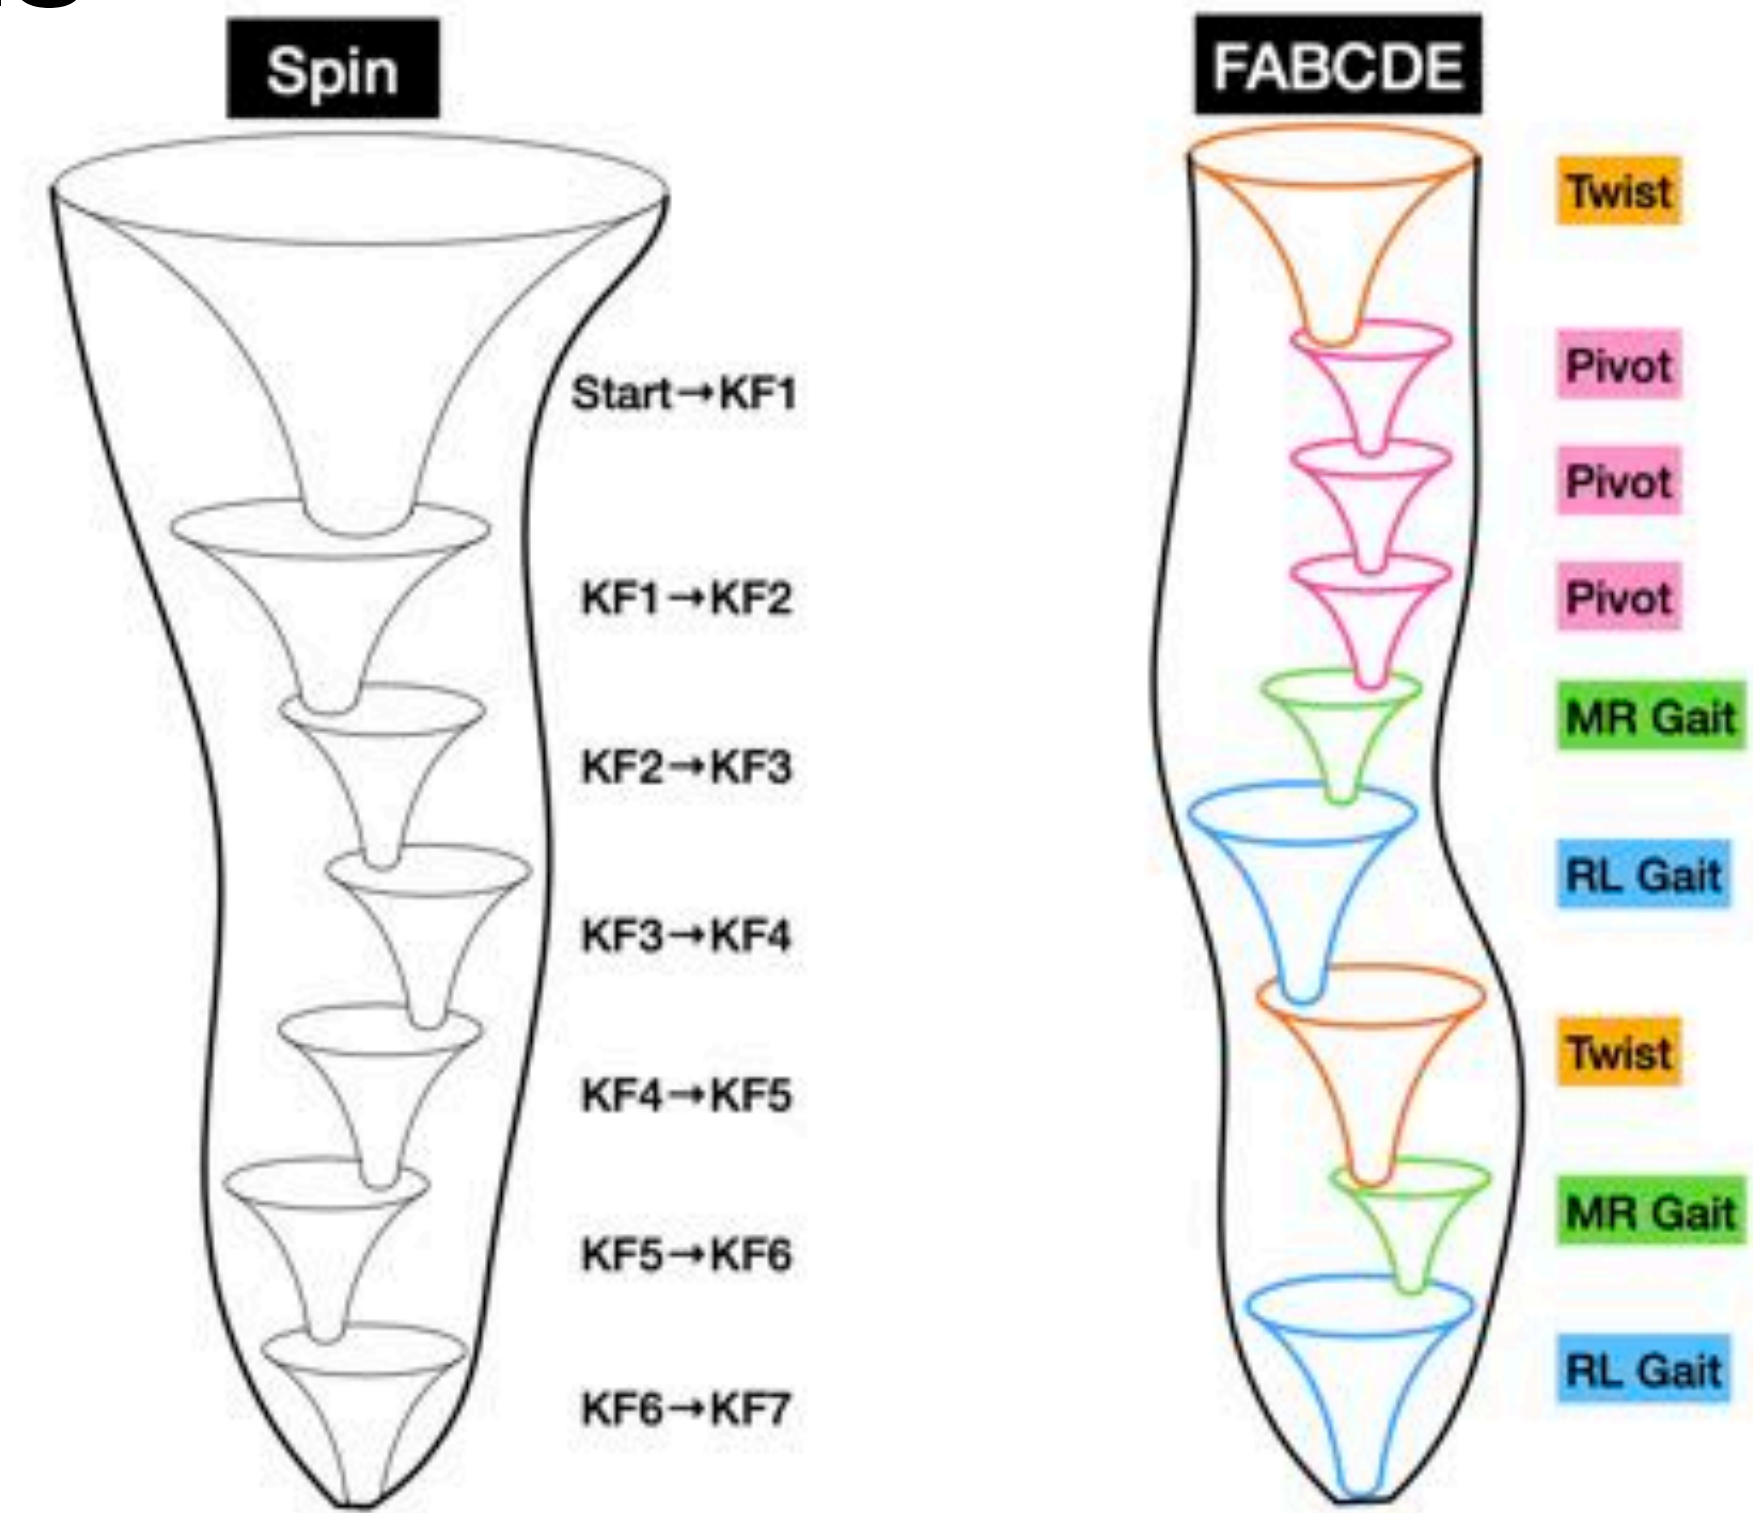 Spin
Start→KF1
KF1→KF2
KF2→KF3
KF3→KF4
KF4→KF5
KF5→KF6
KF6→KF7
FABCDE
Twist
Pivot
Pivot
Pivot
MR Gait
RL Gait
Twist
MR Gait
RL Gait